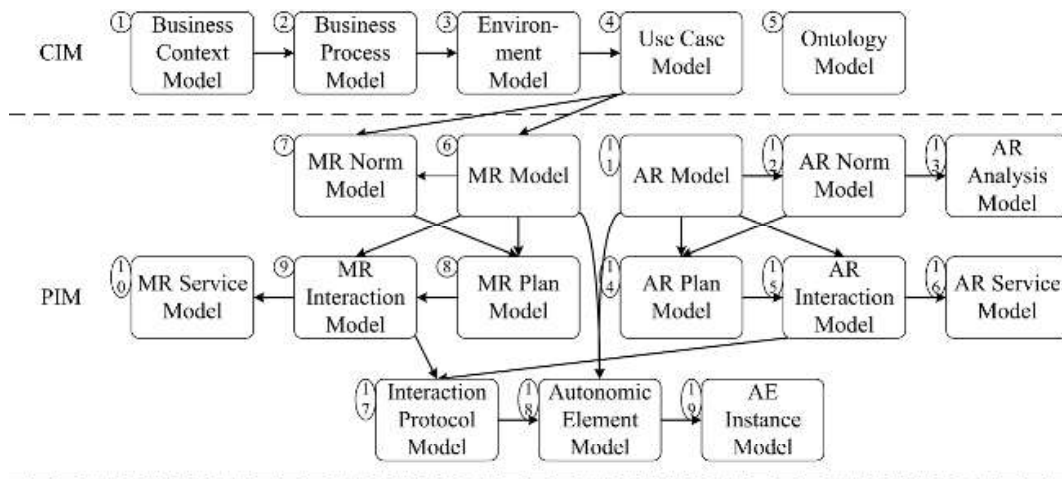 CIM
1
Business
Context
Model
2
Business
Process
Model
3
Environ-
ment Model
4
Use Case
Model
5
Ontology
Model
7
MR Norm
Model
6
MR Model
11
AR Model
12
AR Norm
Model
13
AR
Analysis
Model
PIM
10
MR Service
Model
9
MR
Interaction
Model
8
MR Plan
Model
14
AR Plan
Model
15
AR
Interaction
Model
16
AR Service
Model
17
Interaction
Protocol
Model
18
Autonomic
Element Model
19
AE
Instance Model